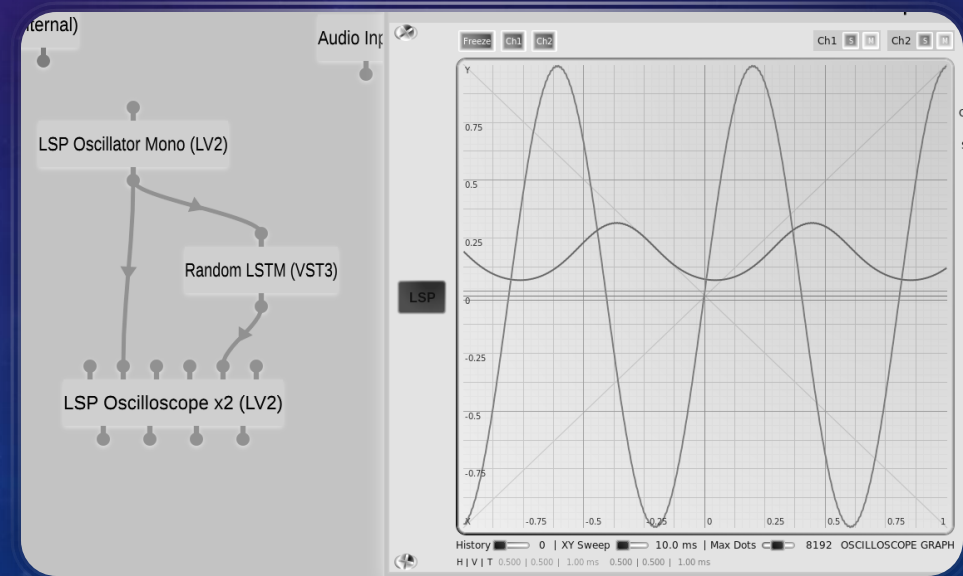 ternal)
Audio Inp
LSP Oscillator Mono (LV2)
Random LSTM (VST3)
LSP Oscilloscope x2 (LV2)
LSP
Freeze Ch1 Ch2
Ch1 S M Ch2 S M
Y
0.75
0.5
0.25
0
-0.25
-0.5
-0.75
X -0.75 -0.5 -0.25 0 0.25 0.5 0.75 1
History 0 | XY Sweep 10.0 ms | Max Dots 8192 OSCILLOSCOPE GRAPH
H | V | T 0.500 | 0.500 | 1.00 ms 0.500 | 0.500 | 1.00 ms